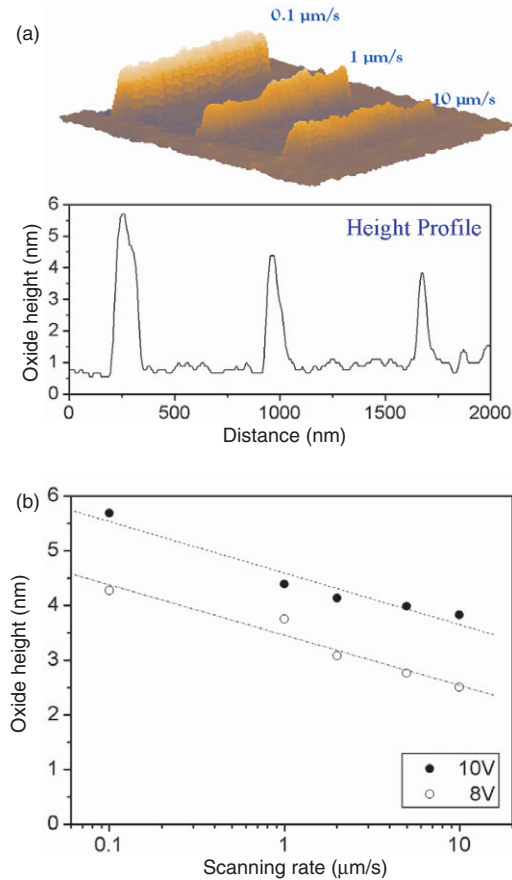 (a)
0.1 μm/s
1 μm/s
10 μm/s
Height Profile
Oxide height (nm)
6
5
4
3
2
1
0
0 500 1000 1500 2000
Distance (nm)
(b)
Oxide height (nm)
6
5
4
3
2
1
0
10V
8V
0.1 1 10
Scanning rate (μm/s)